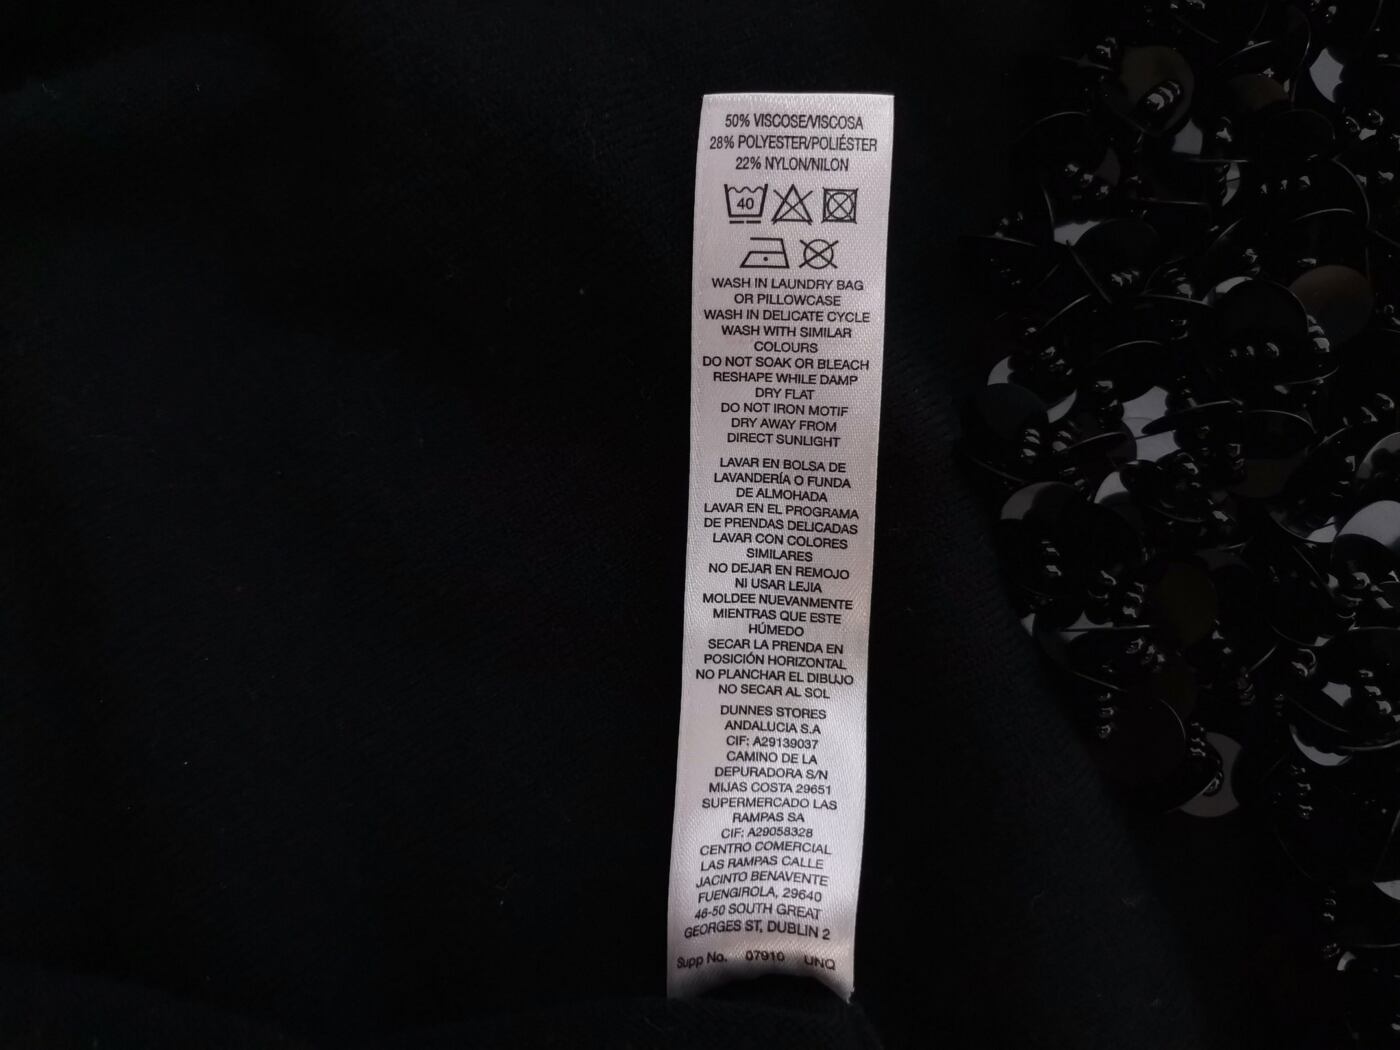 50% VISCOSE/VISCOSA
28% POLYESTER/POLIÉSTER
22% NYLON/NILON
40
WASH IN LAUNDRY BAG
OR PILLOWCASE
WASH IN DELICATE CYCLE
WASH WITH SIMILAR
COLOURS
DO NOT SOAK OR BLEACH
RESHAPE WHILE DAMP
DRY FLAT
DO NOT IRON MOTIF
DRY AWAY FROM
DIRECT SUNLIGHT
LAVAR EN BOLSA DE
LAVANDERÍA O FUNDA
DE ALMOHADA
LAVAR EN EL PROGRAMA
DE PRENDAS DELICADAS
LAVAR CON COLORES
SIMILARES
NO DEJAR EN REMOJO
NI USAR LEJIA
MOLDEE NUEVANMENTE
MIENTRAS QUE ESTE
HÚMEDO
SECAR LA PRENDA EN
POSICIÓN HORIZONTAL
NO PLANCHAR EL DIBUJO
NO SECAR AL SOL
DUNNES STORES
ANDALUCIA S.A
CIF: A29139037
CAMINO DE LA
DEPURADORA S/N
MIJAS COSTA 29651
SUPERMERCADO LAS
RAMPAS SA
CIF: A29058328
CENTRO COMERCIAL
LAS RAMPAS CALLE
JACINTO BENAVENTE
FUENGIROLA, 29640
46-50 SOUTH GREAT
GEORGES ST, DUBLIN 2
Supp No. 07910 UNQ